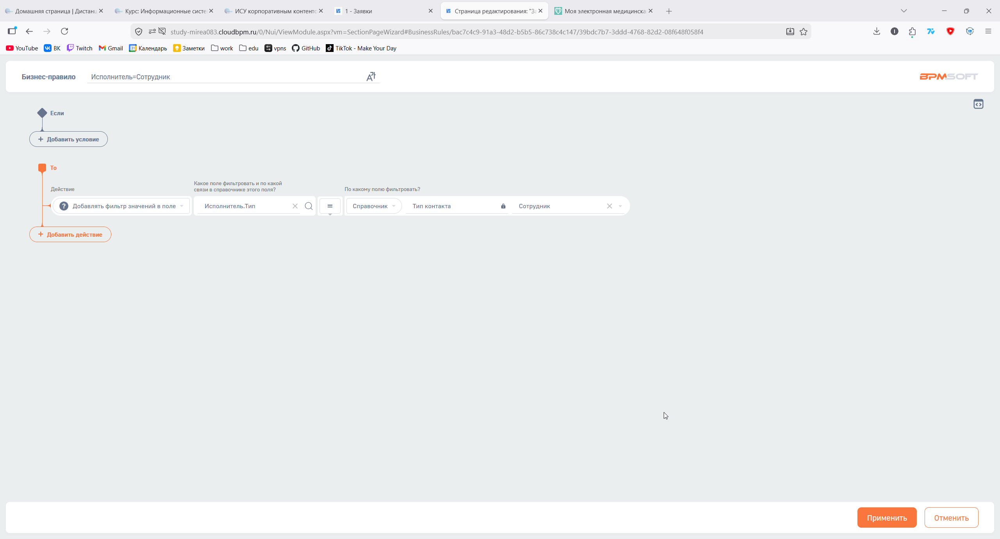 Домашняя страница | Дистанц
Курс: Информационные систе
ИСУ корпоративным контенто
1 - Заявки
Страница редактирования: "За
Моя электронная медицинска
study-mirea083.cloudbpm.ru/0/Nui/ViewModule.aspx?vm=SectionPageWizard#BusinessRules/bac7c4c9-91a3-48d2-b5b5-86c738c4c147/39bdc7b7-3ddd-4768-82d2-08f648f058f4
YouTube
ВК
Twitch
Gmail
Календарь
Заметки
work
edu
vpns
GitHub
TikTok - Make Your Day
Бизнес-правило
Исполнитель=Сотрудник
BPMSOFT
Если
+ Добавить условие
То
Действие
Какое поле фильтровать и по какой
связи в справочнике этого поля?
По какому полю фильтровать?
? Добавлять фильтр значений в поле
Исполнитель.Тип
=
Справочник
Тип контакта
Сотрудник
+ Добавить действие
Применить
Отменить